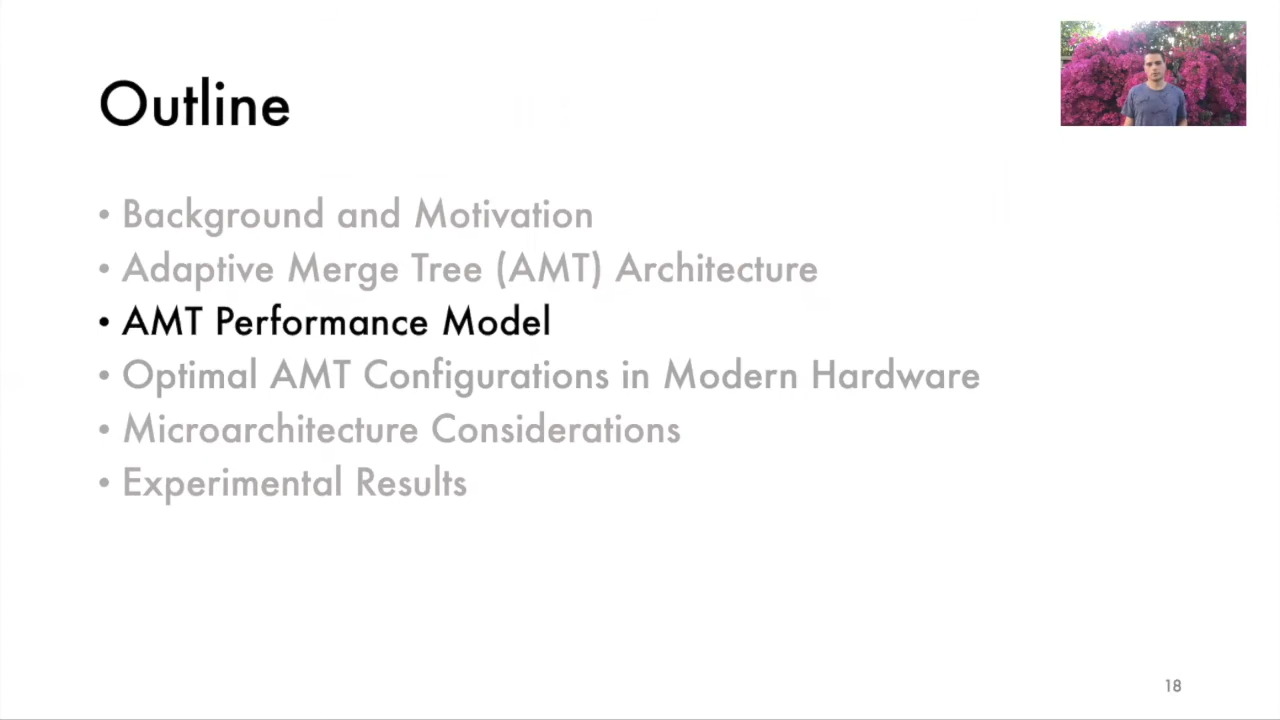 Outline
• Background and Motivation
• Adaptive Merge Tree (AMT) Architecture
• AMT Performance Model
• Optimal AMT Configurations in Modern Hardware
• Microarchitecture Considerations
• Experimental Results
18